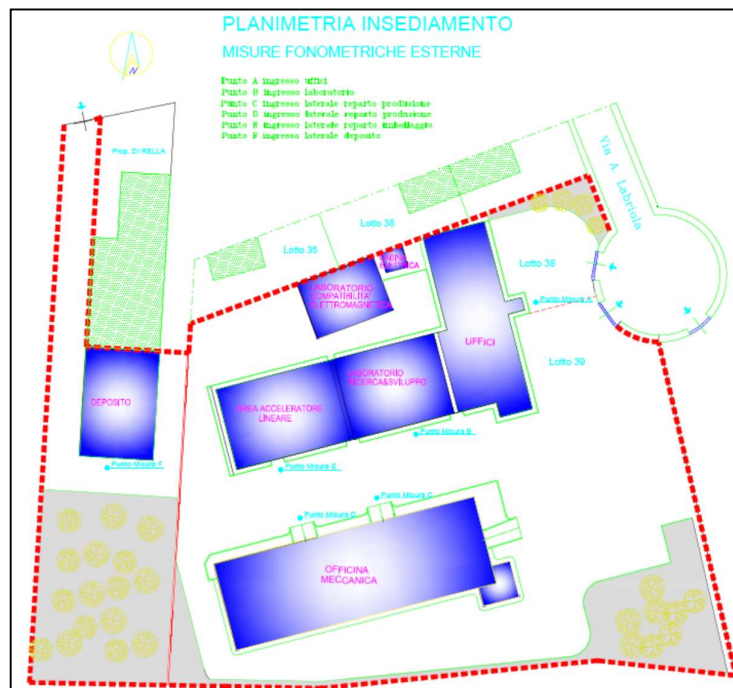 PLANIMETRIA INSEDIAMENTO
MISURE FONOMETRICHE ESTERNE
N
Punto A ingresso uffici
Punto B ingresso laboratorio
Punto C ingresso laterale reparto produzione
Punto D ingresso laterale reparto produzione
Punto E ingresso laterale reparto imballaggio
Punto F ingresso laterale deposito
Prop. DI RELLA
Via A. Labriola
Lotto 36
Lotto 35
Lotto 38
LABORATORIO
COMPATIBILITA'
ELETTROMAGNETICA
Punto Misura A
UFFICI
Lotto 39
LABORATORIO
RICERCA&SVILUPPO
DEPOSITO
AREA ACCELERATORE
LINEARE
Punto Misura B
Punto Misura F
Punto Misura E
Punto Misura C
Punto Misura D
OFFICINA
MECCANICA